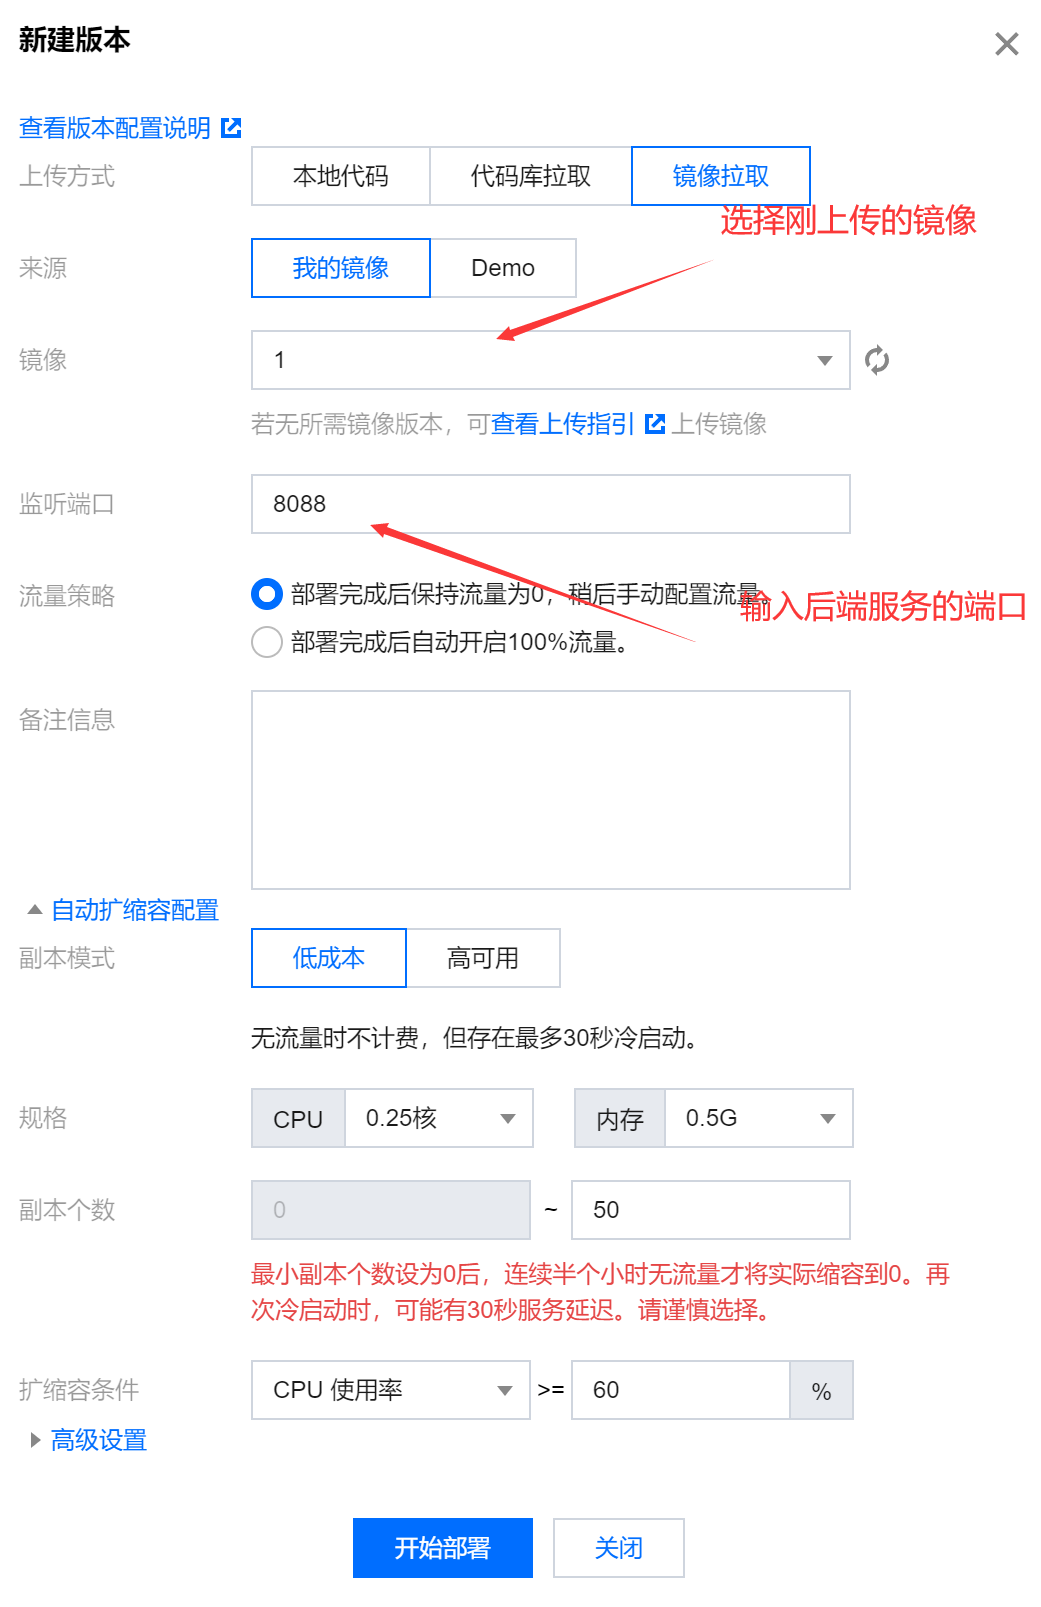 新建版本
查看版本配置说明
上传方式
本地代码
代码库拉取
镜像拉取
选择刚上传的镜像
来源
我的镜像
Demo
镜像
1
若无所需镜像版本，可查看上传指引 上传镜像
监听端口
8088
流量策略
部署完成后保持流量为0，稍后手动配置流量。
输入后端服务的端口
部署完成后自动开启100%流量。
备注信息
自动扩缩容配置
副本模式
低成本
高可用
无流量时不计费，但存在最多30秒冷启动。
规格
CPU
0.25核
内存
0.5G
副本个数
0
~
50
最小副本个数设为0后，连续半个小时无流量才将实际缩容到0。再
次冷启动时，可能有30秒服务延迟。请谨慎选择。
扩缩容条件
CPU 使用率
>=
60
%
高级设置
开始部署
关闭